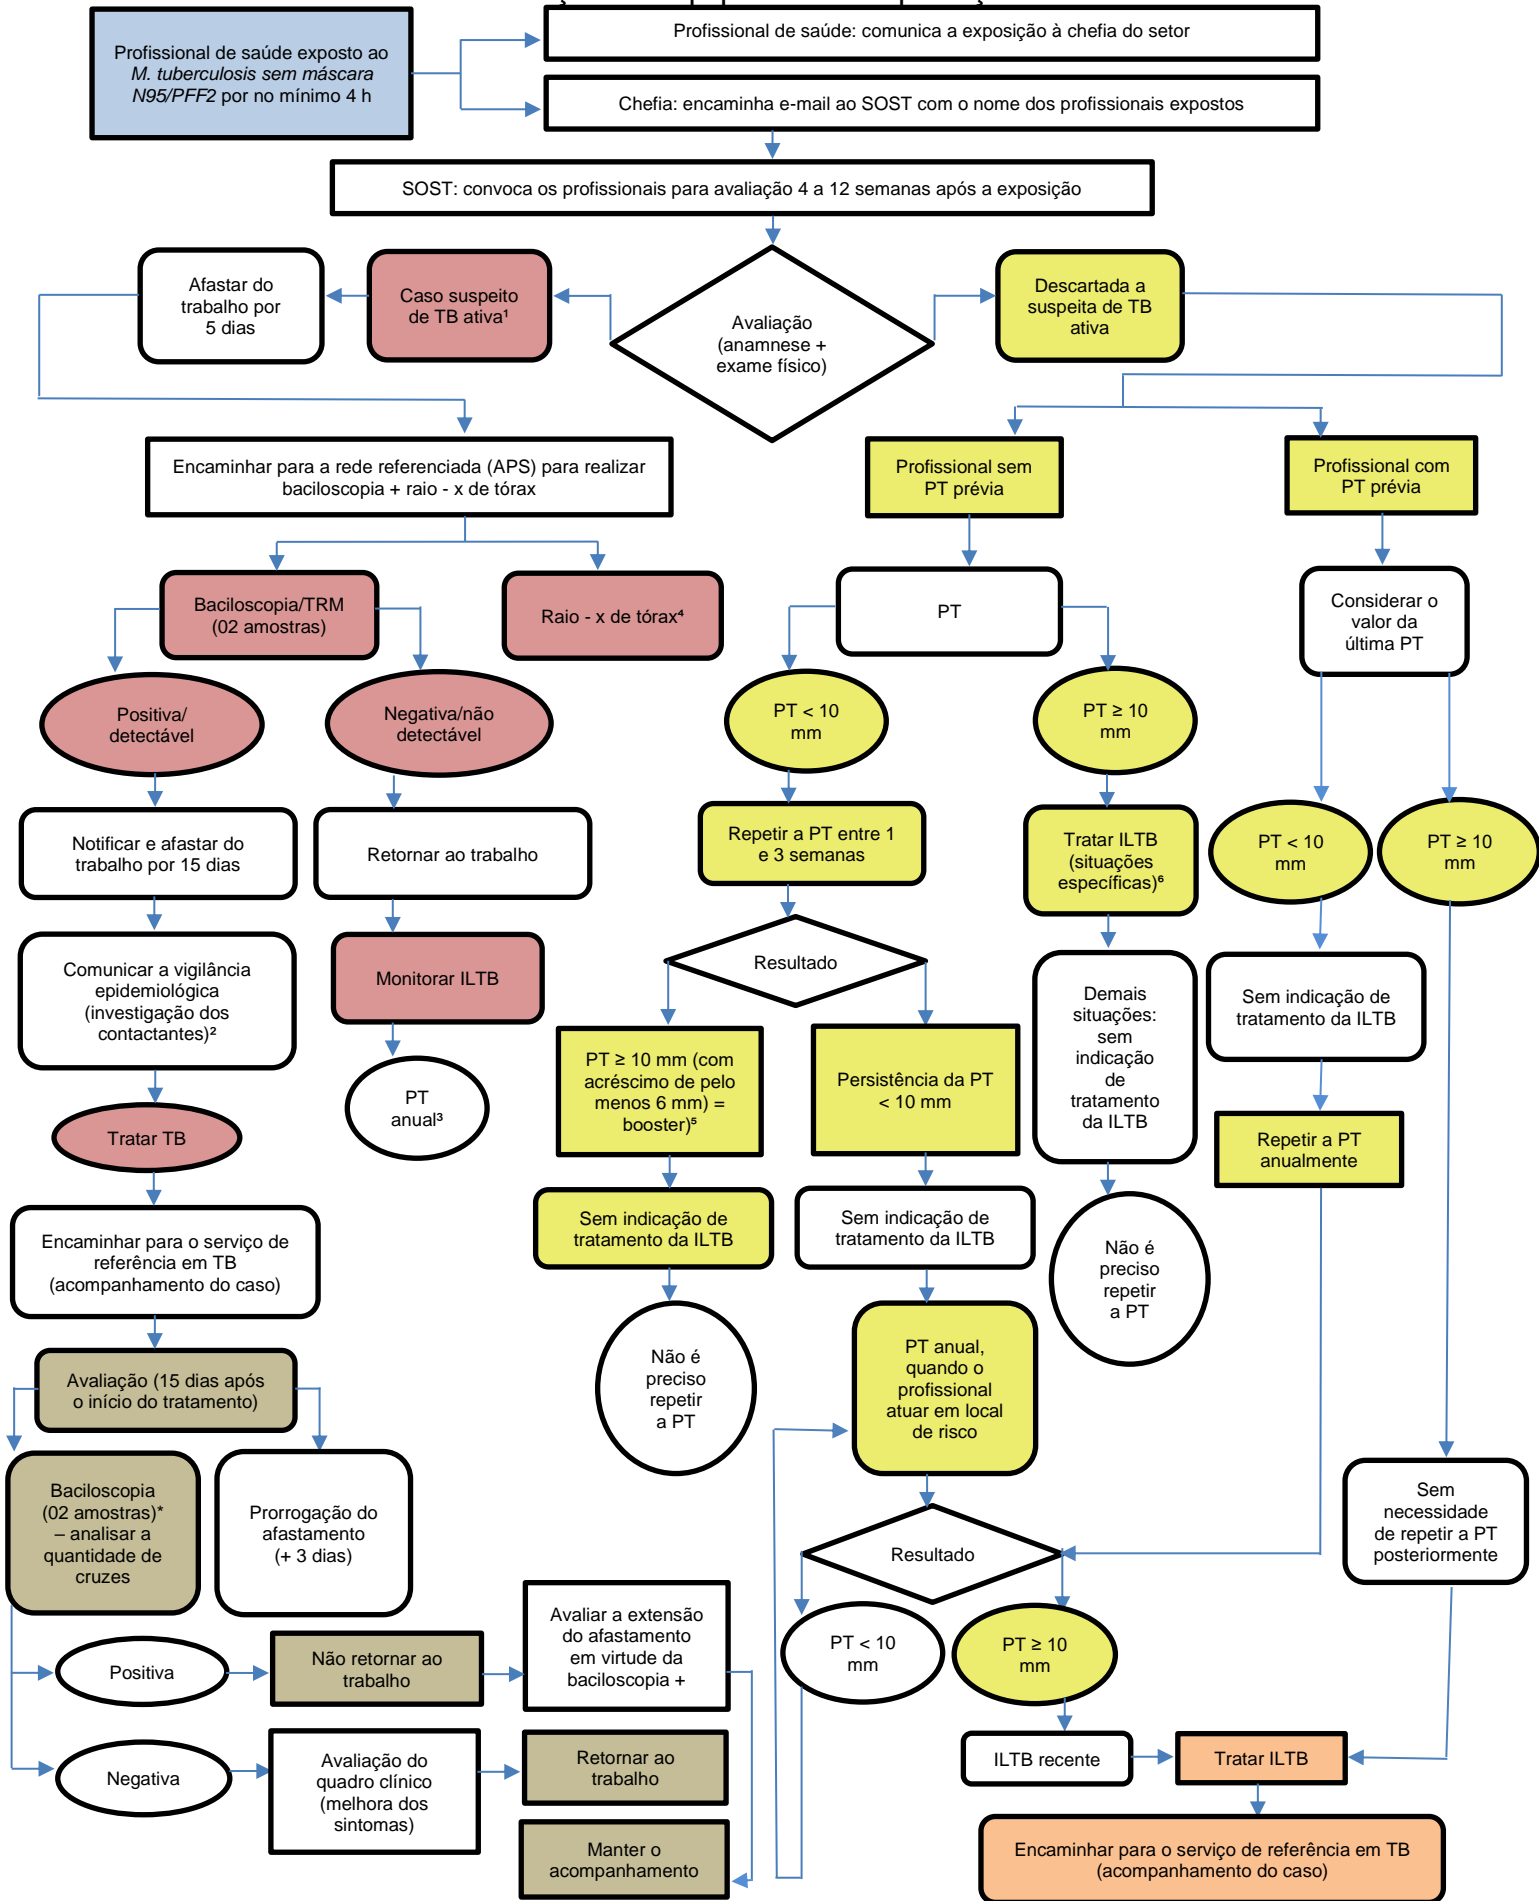 Profissional de saúde exposto ao
M. tuberculosis sem máscara
N95/PFF2 por no mínimo 4 h
Profissional de saúde: comunica a exposição à chefia do setor
Chefia: encaminha e-mail ao SOST com o nome dos profissionais expostos
SOST: convoca os profissionais para avaliação 4 a 12 semanas após a exposição
Afastar do
trabalho por
5 dias
Caso suspeito
de TB ativa¹
Avaliação
(anamnese +
exame físico)
Descartada a
suspeita de TB
ativa
Encaminhar para a rede referenciada (APS) para realizar
baciloscopia + raio - x de tórax
Profissional sem
PT prévia
Profissional com
PT prévia
Baciloscopia/TRM
(02 amostras)
Raio - x de tórax⁴
PT
Considerar o
valor da
última PT
Positiva/
detectável
Negativa/não
detectável
PT < 10
mm
PT ≥ 10
mm
Notificar e afastar do
trabalho por 15 dias
Retornar ao trabalho
Repetir a PT entre 1
e 3 semanas
Tratar ILTB
(situações
específicas)⁶
PT < 10
mm
PT ≥ 10
mm
Comunicar a vigilância
epidemiológica
(investigação dos
contactantes)²
Monitorar ILTB
Resultado
Demais
situações:
sem
indicação
de
tratamento
da ILTB
Sem indicação de
tratamento da ILTB
PT
anual³
PT ≥ 10 mm (com
acréscimo de pelo
menos 6 mm) =
booster)⁵
Persistência da PT
< 10 mm
Tratar TB
Repetir a PT
anualmente
Encaminhar para o serviço de
referência em TB
(acompanhamento do caso)
Sem indicação de
tratamento da ILTB
Sem indicação de
tratamento da ILTB
Não é
preciso
repetir
a PT
Não é
preciso
repetir
a PT
PT anual,
quando o
profissional
atuar em local
de risco
Avaliação (15 dias após
o início do tratamento)
Baciloscopia
(02 amostras)*
– analisar a
quantidade de
cruzes
Prorrogação do
afastamento
(+ 3 dias)
Sem
necessidade
de repetir a PT
posteriormente
Resultado
Positiva
Não retornar ao
trabalho
Avaliar a extensão
do afastamento
em virtude da
baciloscopia +
PT < 10
mm
PT ≥ 10
mm
Negativa
Avaliação do
quadro clínico
(melhora dos
sintomas)
Retornar ao
trabalho
ILTB recente
Tratar ILTB
Manter o
acompanhamento
Encaminhar para o serviço de referência em TB
(acompanhamento do caso)